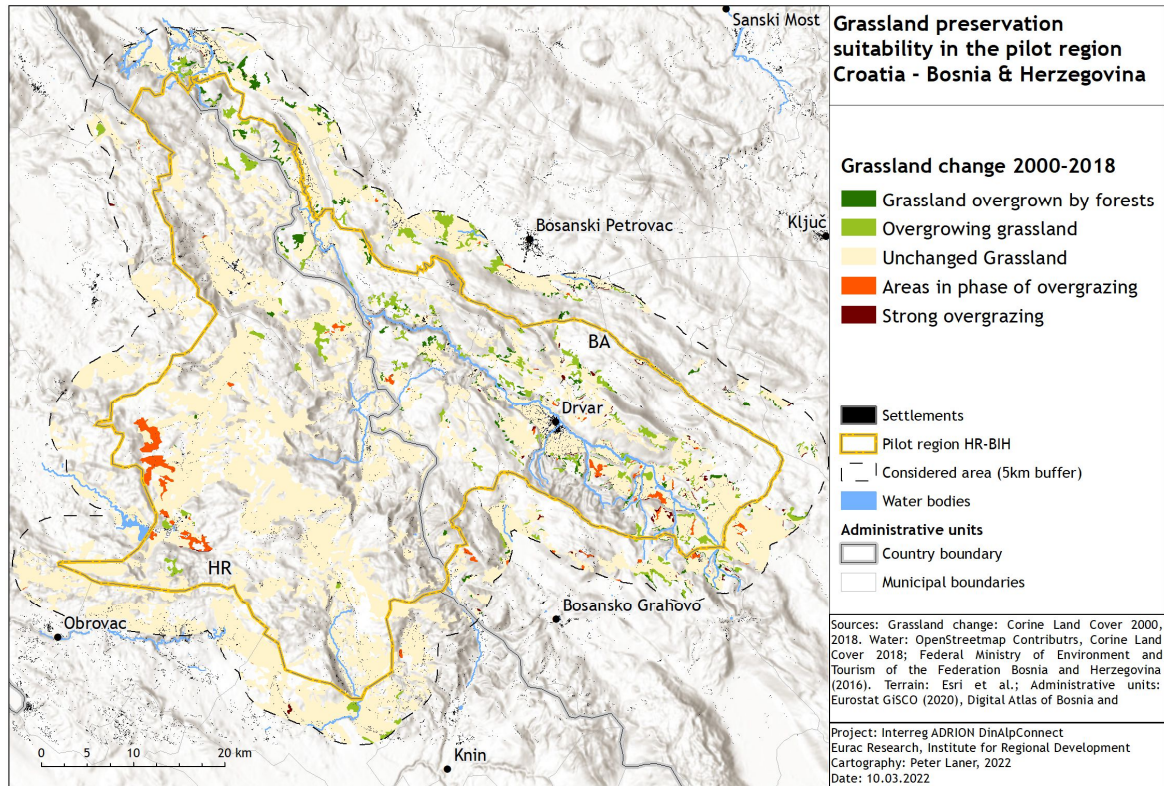 Sanski Most
Bosanski Petrovac
Ključ
BA
Drvar
HR
Bosansko Grahovo
Obrovac
Knin
0 5 10 20 km
Grassland preservation
suitability in the pilot region
Croatia - Bosnia & Herzegovina
Grassland change 2000-2018
Grassland overgrown by forests
Overgrowing grassland
Unchanged Grassland
Areas in phase of overgrazing
Strong overgrazing
Settlements
Pilot region HR-BIH
Considered area (5km buffer)
Water bodies
Administrative units
Country boundary
Municipal boundaries
Sources: Grassland change: Corine Land Cover 2000,
2018. Water: OpenStreetmap Contributrs, Corine Land
Cover 2018; Federal Ministry of Environment and
Tourism of the Federation Bosnia and Herzegovina
(2016). Terrain: Esri et al.; Administrative units:
Eurostat GISCO (2020), Digital Atlas of Bosnia and
Project: Interreg ADRION DinAlpConnect
Eurac Research, Institute for Regional Development
Cartography: Peter Laner, 2022
Date: 10.03.2022